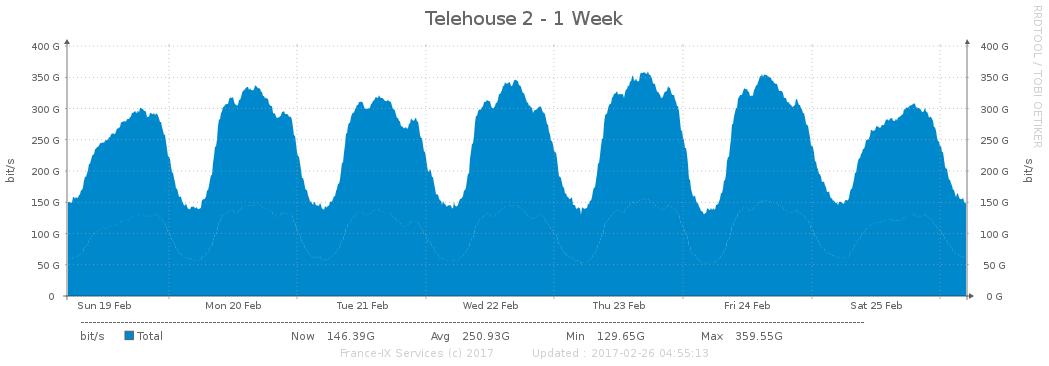 Telehouse 2 - 1 Week
RRDTOOL / TOBI OETIKER
400 G 400 G
350 G 350 G
300 G 300 G
250 G 250 G
200 G 200 G
150 G 150 G
100 G 100 G
50 G 50 G
0 0 G
bit/s bit/s
Sun 19 Feb Mon 20 Feb Tue 21 Feb Wed 22 Feb Thu 23 Feb Fri 24 Feb Sat 25 Feb
bit/s Total Now 146.39G Avg 250.93G Min 129.65G Max 359.55G
France-IX Services (c) 2017 Updated : 2017-02-26 04:55:13